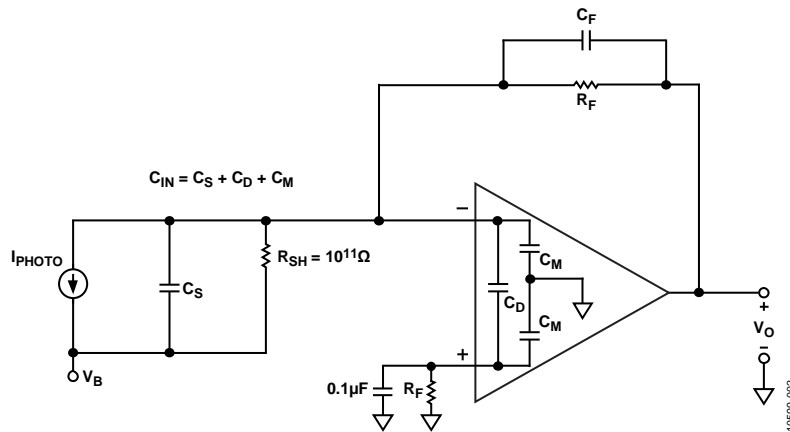 C_F
R_F
C_IN = C_S + C_D + C_M
–
I_PHOTO
R_SH = 10^11Ω
C_M
C_S
C_D
C_M
+
V_O
–
+
V_B
0.1µF
R_F